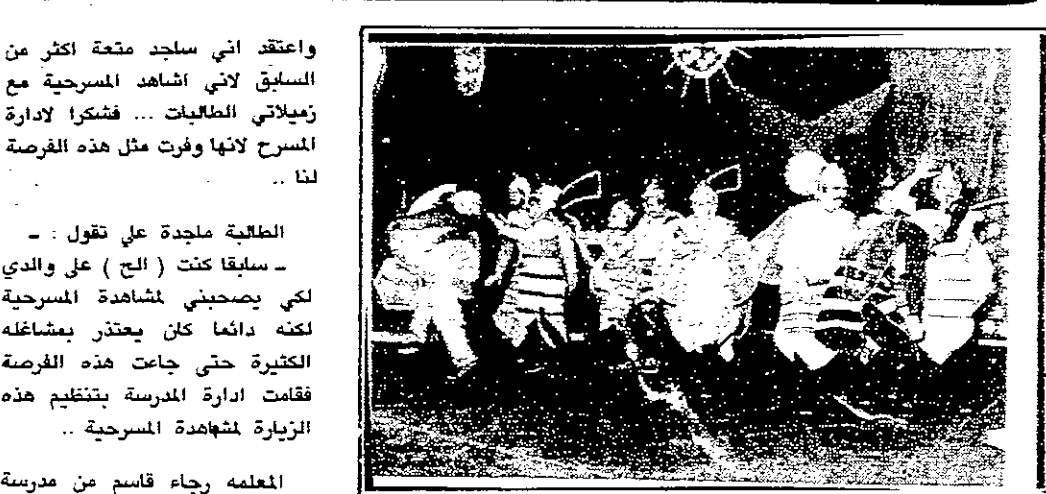 واعتقد اني ساجد متعة اكثر من
السابق لاني اشاهد المسرحية مع
زميلاتي الطالبات ... فشكرا لادارة
المسرح لانها وفرت مثل هذه الفرصة
لنا ..
الطالبة ماجدة علي تقول : ـ
ـ سابقا كنت ( الح ) على والدي
لكي يصحبني لمشاهدة المسرحية
لكنه دائما كان يعتذر بمشاغله
الكثيرة حتى جاءت هذه الفرصة
فقامت ادارة المدرسة بتنظيم هذه
الزيارة لمشاهدة المسرحية ..
المعلمه رجاء قاسم من مدرسة